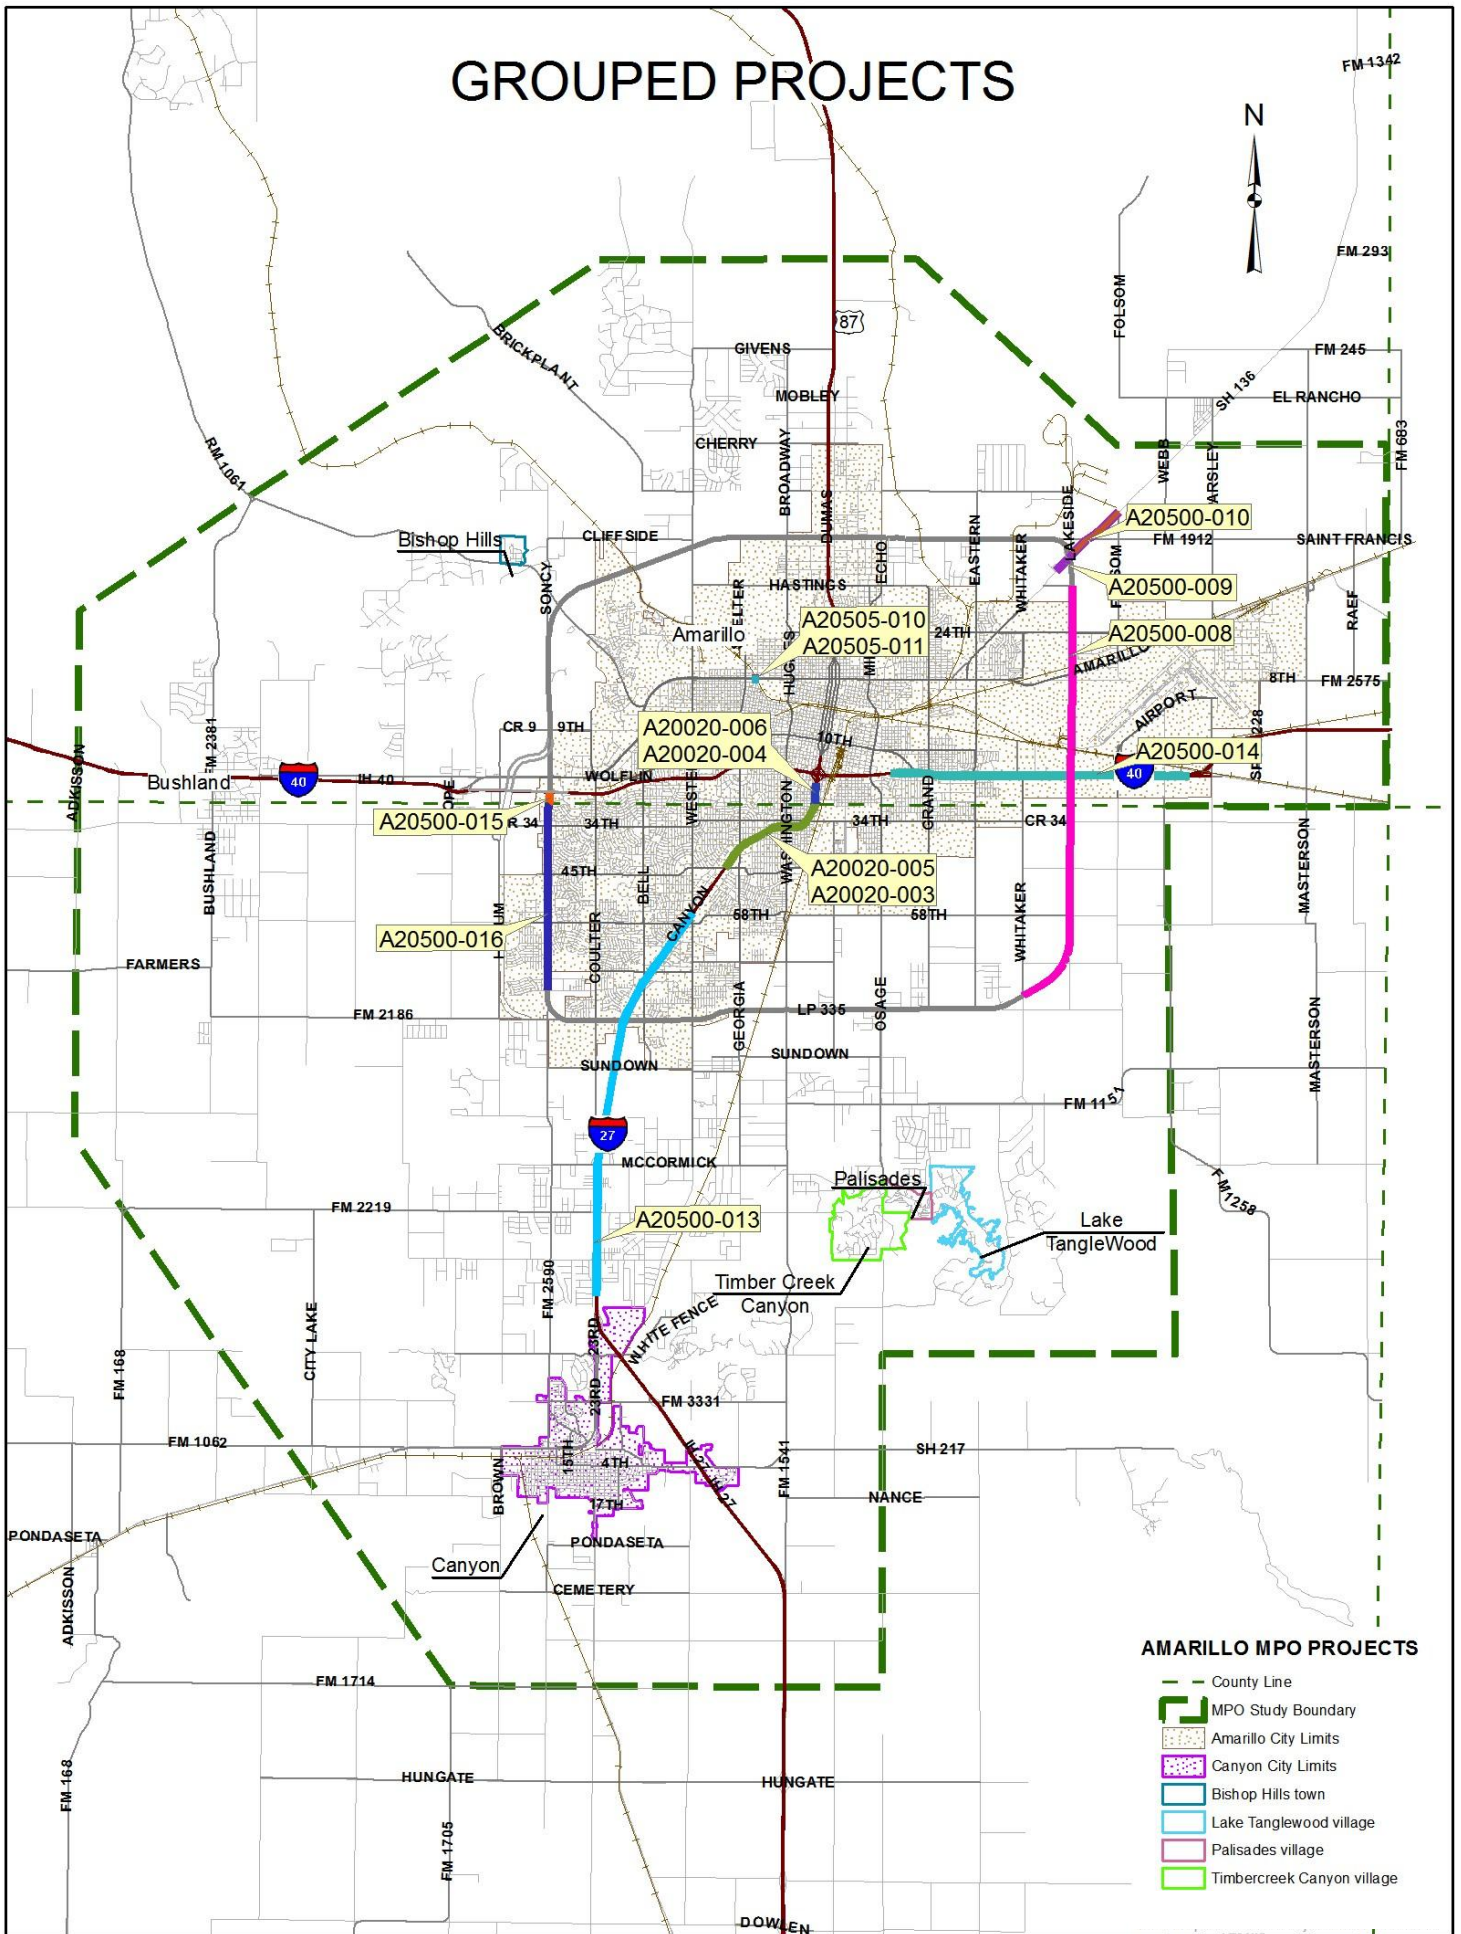 GROUPED PROJECTS
FM 1342
N
FM 293
FOLSOM
87
BRICKPLANT
GIVENS
FM 245
MOBLEY
SH 136
EL RANCHO
CHERRY
BROADWAY
RM 1061
WEBB
FM 683
DUMAS
LAKESIDE
A20500-010
Bishop Hills
CLIFFSIDE
ECHO
EASTERN
WHITAKER
FM 1912
SAINT FRANCIS
SONCY
HASTINGS
A20500-009
RAEF
Amarillo
A20505-010
A20505-011
24TH
A20500-008
AMARILLO
8TH
FM 2575
AIRPORT
FM 2381
CR 9
9TH
A20020-006
A20020-004
10TH
A20500-014
ADKISSON
Bushland
40
IH 40
WOLFLIN
40
A20500-015
34TH
WASHINGTON
34TH
GRAND
CR 34
BUSHLAND
MASTERSON
45TH
BELL
A20020-005
A20020-003
CANYON
58TH
58TH
A20500-016
COULTER
WHITAKER
FARMERS
FM 2186
GEORGIA
LP 335
OSAGE
MASTERSON
SUNDOWN
SUNDOWN
FM 1151
27
MCCORMICK
Palisades
FM 1258
FM 2219
A20500-013
Lake
TangleWood
Timber Creek
Canyon
FM 2590
CITY LAKE
23RD
WHITE FENCE
FM 168
23RD
FM 3331
FM 1062
15TH
4TH
IH 27
IH 27
FM 1541
SH 217
BROWN
17TH
NANCE
PONDASETA
PONDASETA
Canyon
ADKISSON
CEMETERY
AMARILLO MPO PROJECTS
County Line
MPO Study Boundary
Amarillo City Limits
Canyon City Limits
Bishop Hills town
Lake Tanglewood village
Palisades village
Timbercreek Canyon village
FM 1714
FM 168
HUNGATE
HUNGATE
FM 1705
DOWLEN